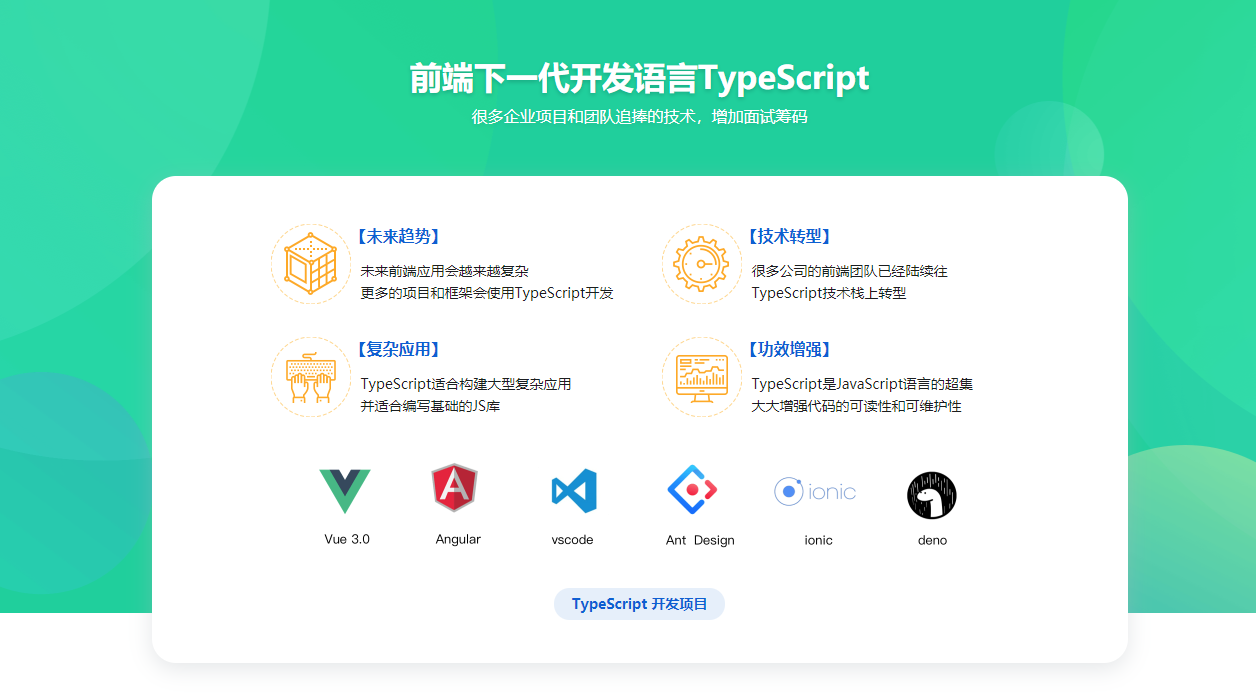 前端下一代开发语言TypeScript
很多企业项目和团队追捧的技术，增加面试筹码
【未来趋势】
未来前端应用会越来越复杂
更多的项目和框架会使用TypeScript开发
【技术转型】
很多公司的前端团队已经陆续往
TypeScript技术栈上转型
【复杂应用】
TypeScript适合构建大型复杂应用
并适合编写基础的JS库
【功效增强】
TypeScript是JavaScript语言的超集
大大增强代码的可读性和可维护性
A
ionic
Vue 3.0
Angular
vscode
Ant Design
ionic
deno
TypeScript 开发项目